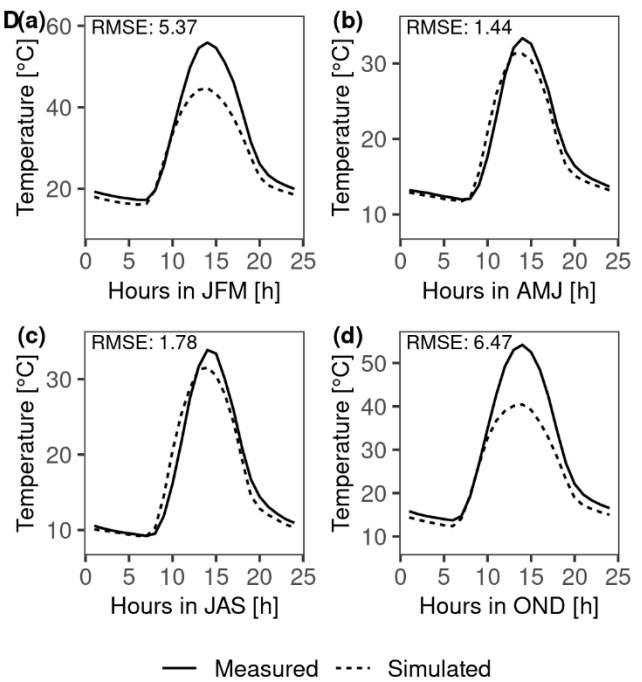 D(a)
RMSE: 5.37
Temperature [°C]
60
40
20
0 5 10 15 20 25
Hours in JFM [h]
(b)
RMSE: 1.44
Temperature [°C]
30
20
10
0 5 10 15 20 25
Hours in AMJ [h]
(c)
RMSE: 1.78
Temperature [°C]
30
20
10
0 5 10 15 20 25
Hours in JAS [h]
(d)
RMSE: 6.47
Temperature [°C]
50
40
30
20
10
0 5 10 15 20 25
Hours in OND [h]
Measured Simulated